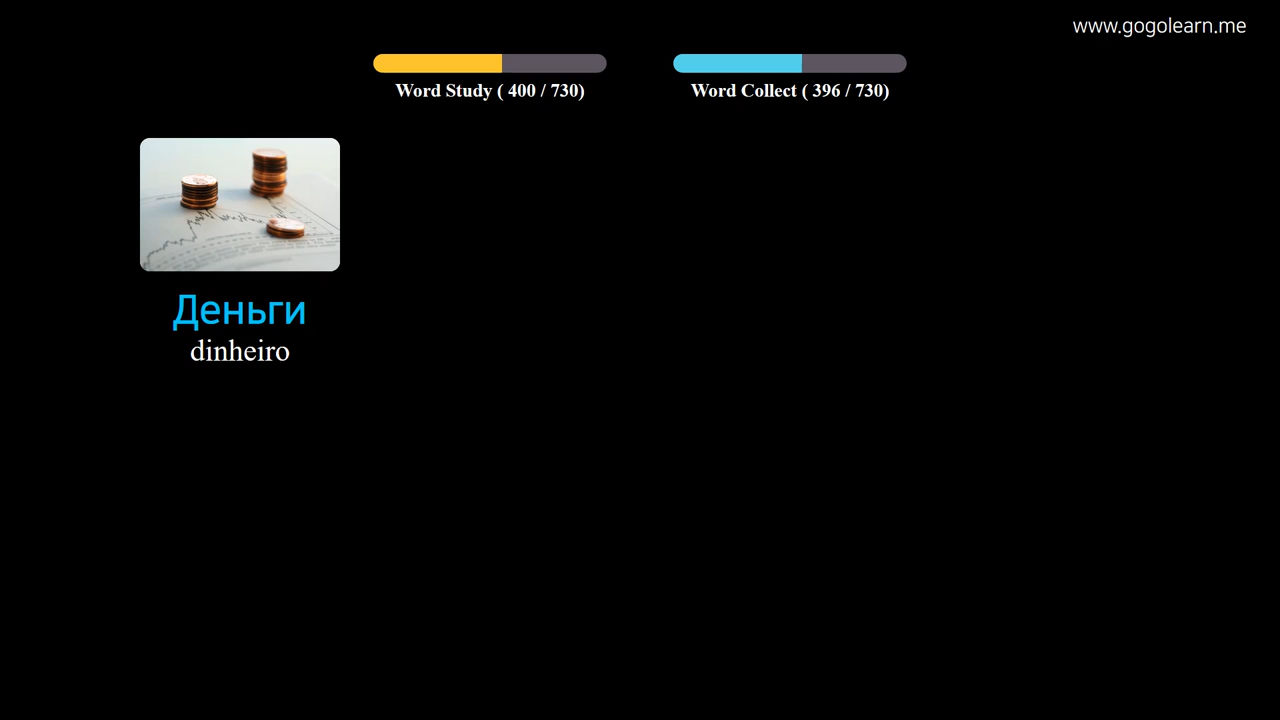 www.gogolearn.me
Word Study ( 400 / 730)
Word Collect ( 396 / 730)
Деньги
dinheiro